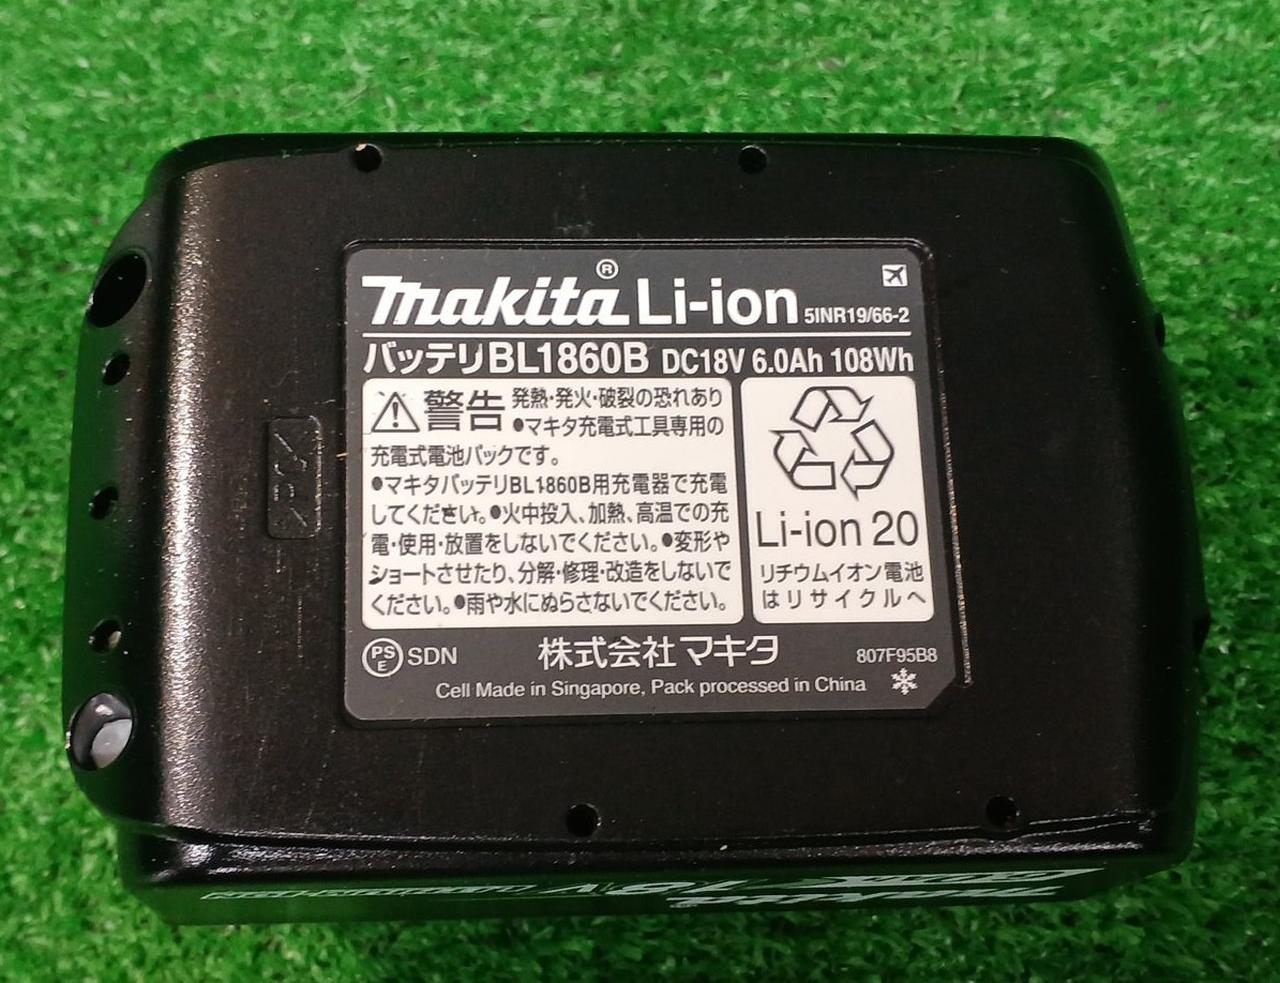 makita® Li-ion 5INR19/66-2
バッテリBL1860B DC18V 6.0Ah 108Wh
警告 発熱・発火・破裂の恐れあり
●マキタ充電式工具専用の
充電式電池パックです。
●マキタバッテリBL1860B用充電器で充電
してください。●火中投入、加熱、高温での充
電・使用・放置をしないでください。●変形や
ショートさせたり、分解・修理・改造をしないで
ください。●雨や水にぬらさないでください。
Li-ion 20
リチウムイオン電池
はリサイクルへ
PSE SDN 株式会社マキタ 807F95B8
Cell Made in Singapore, Pack processed in China